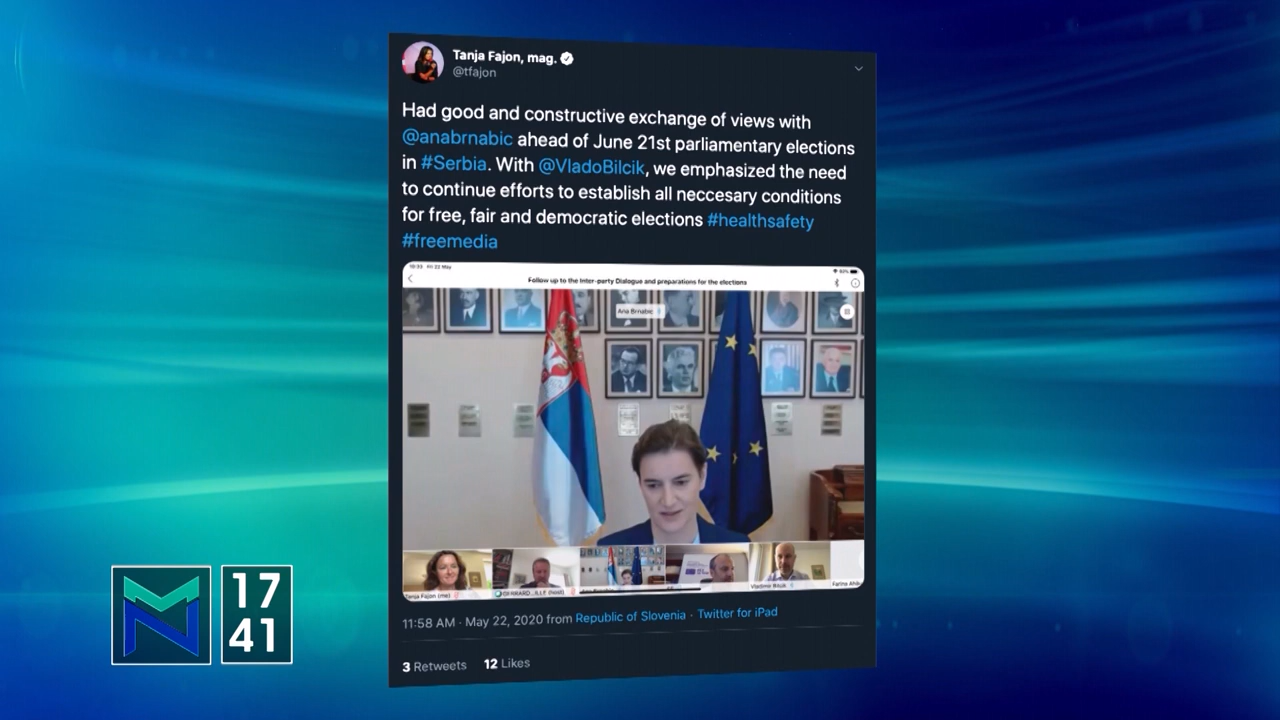 Tanja Fajon, mag.
@tfajon
Had good and constructive exchange of views with
@anabrnabic ahead of June 21st parliamentary elections
in #Serbia. With @VladoBilcik, we emphasized the need
to continue efforts to establish all neccesary conditions
for free, fair and democratic elections #healthsafety
#freemedia
Follow up to the Inter-party Dialogue and preparations for the elections
Ana Brnabic
Tanja Fajon (me)
Vladimir Bilcik
11:58 AM · May 22, 2020 from Republic of Slovenia · Twitter for iPad
3 Retweets 12 Likes
17
41